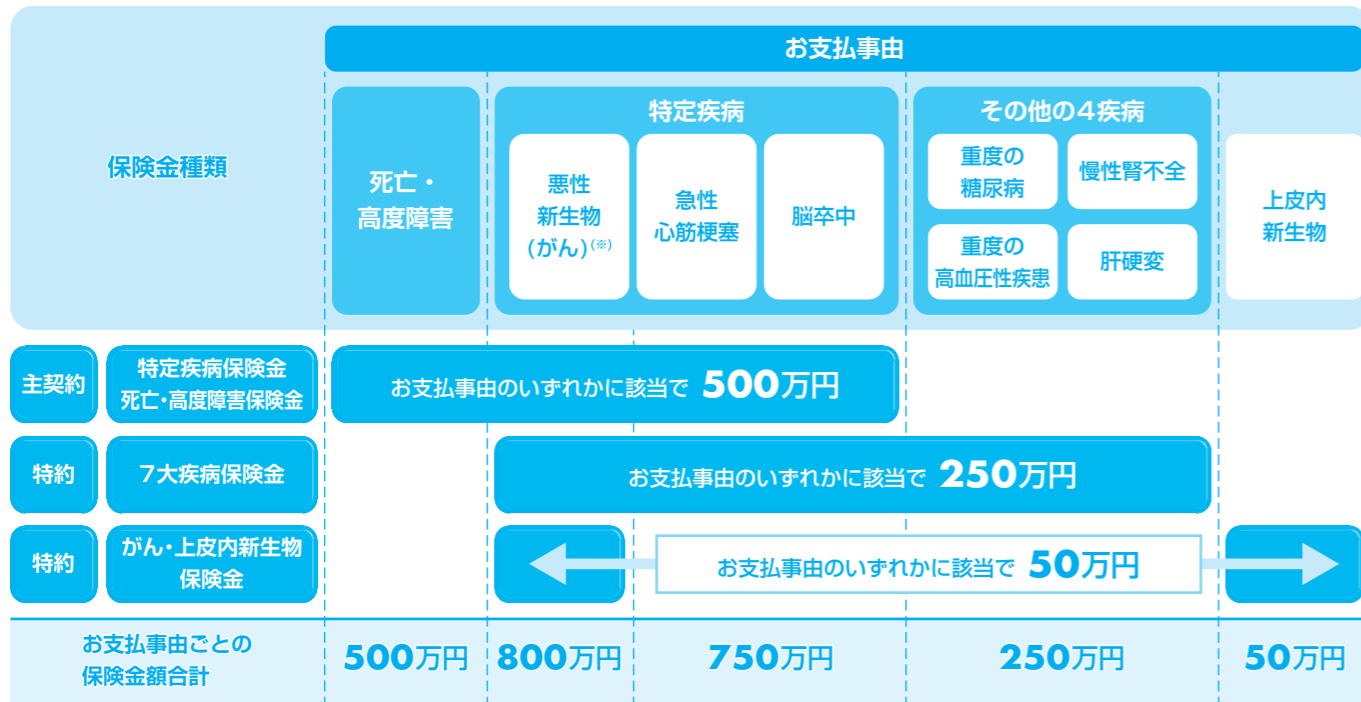 お支払事由
保険金種類
死亡・
高度障害
特定疾病
悪性
新生物
(がん)(※)
急性
心筋梗塞
脳卒中
その他の4疾病
重度の
糖尿病
慢性腎不全
重度の
高血圧性疾患
肝硬変
上皮内
新生物
主契約
特定疾病保険金
死亡・高度障害保険金
お支払事由のいずれかに該当で 500万円
特約
7大疾病保険金
お支払事由のいずれかに該当で 250万円
特約
がん・上皮内新生物
保険金
お支払事由のいずれかに該当で 50万円
お支払事由ごとの
保険金額合計
500万円
800万円
750万円
250万円
50万円